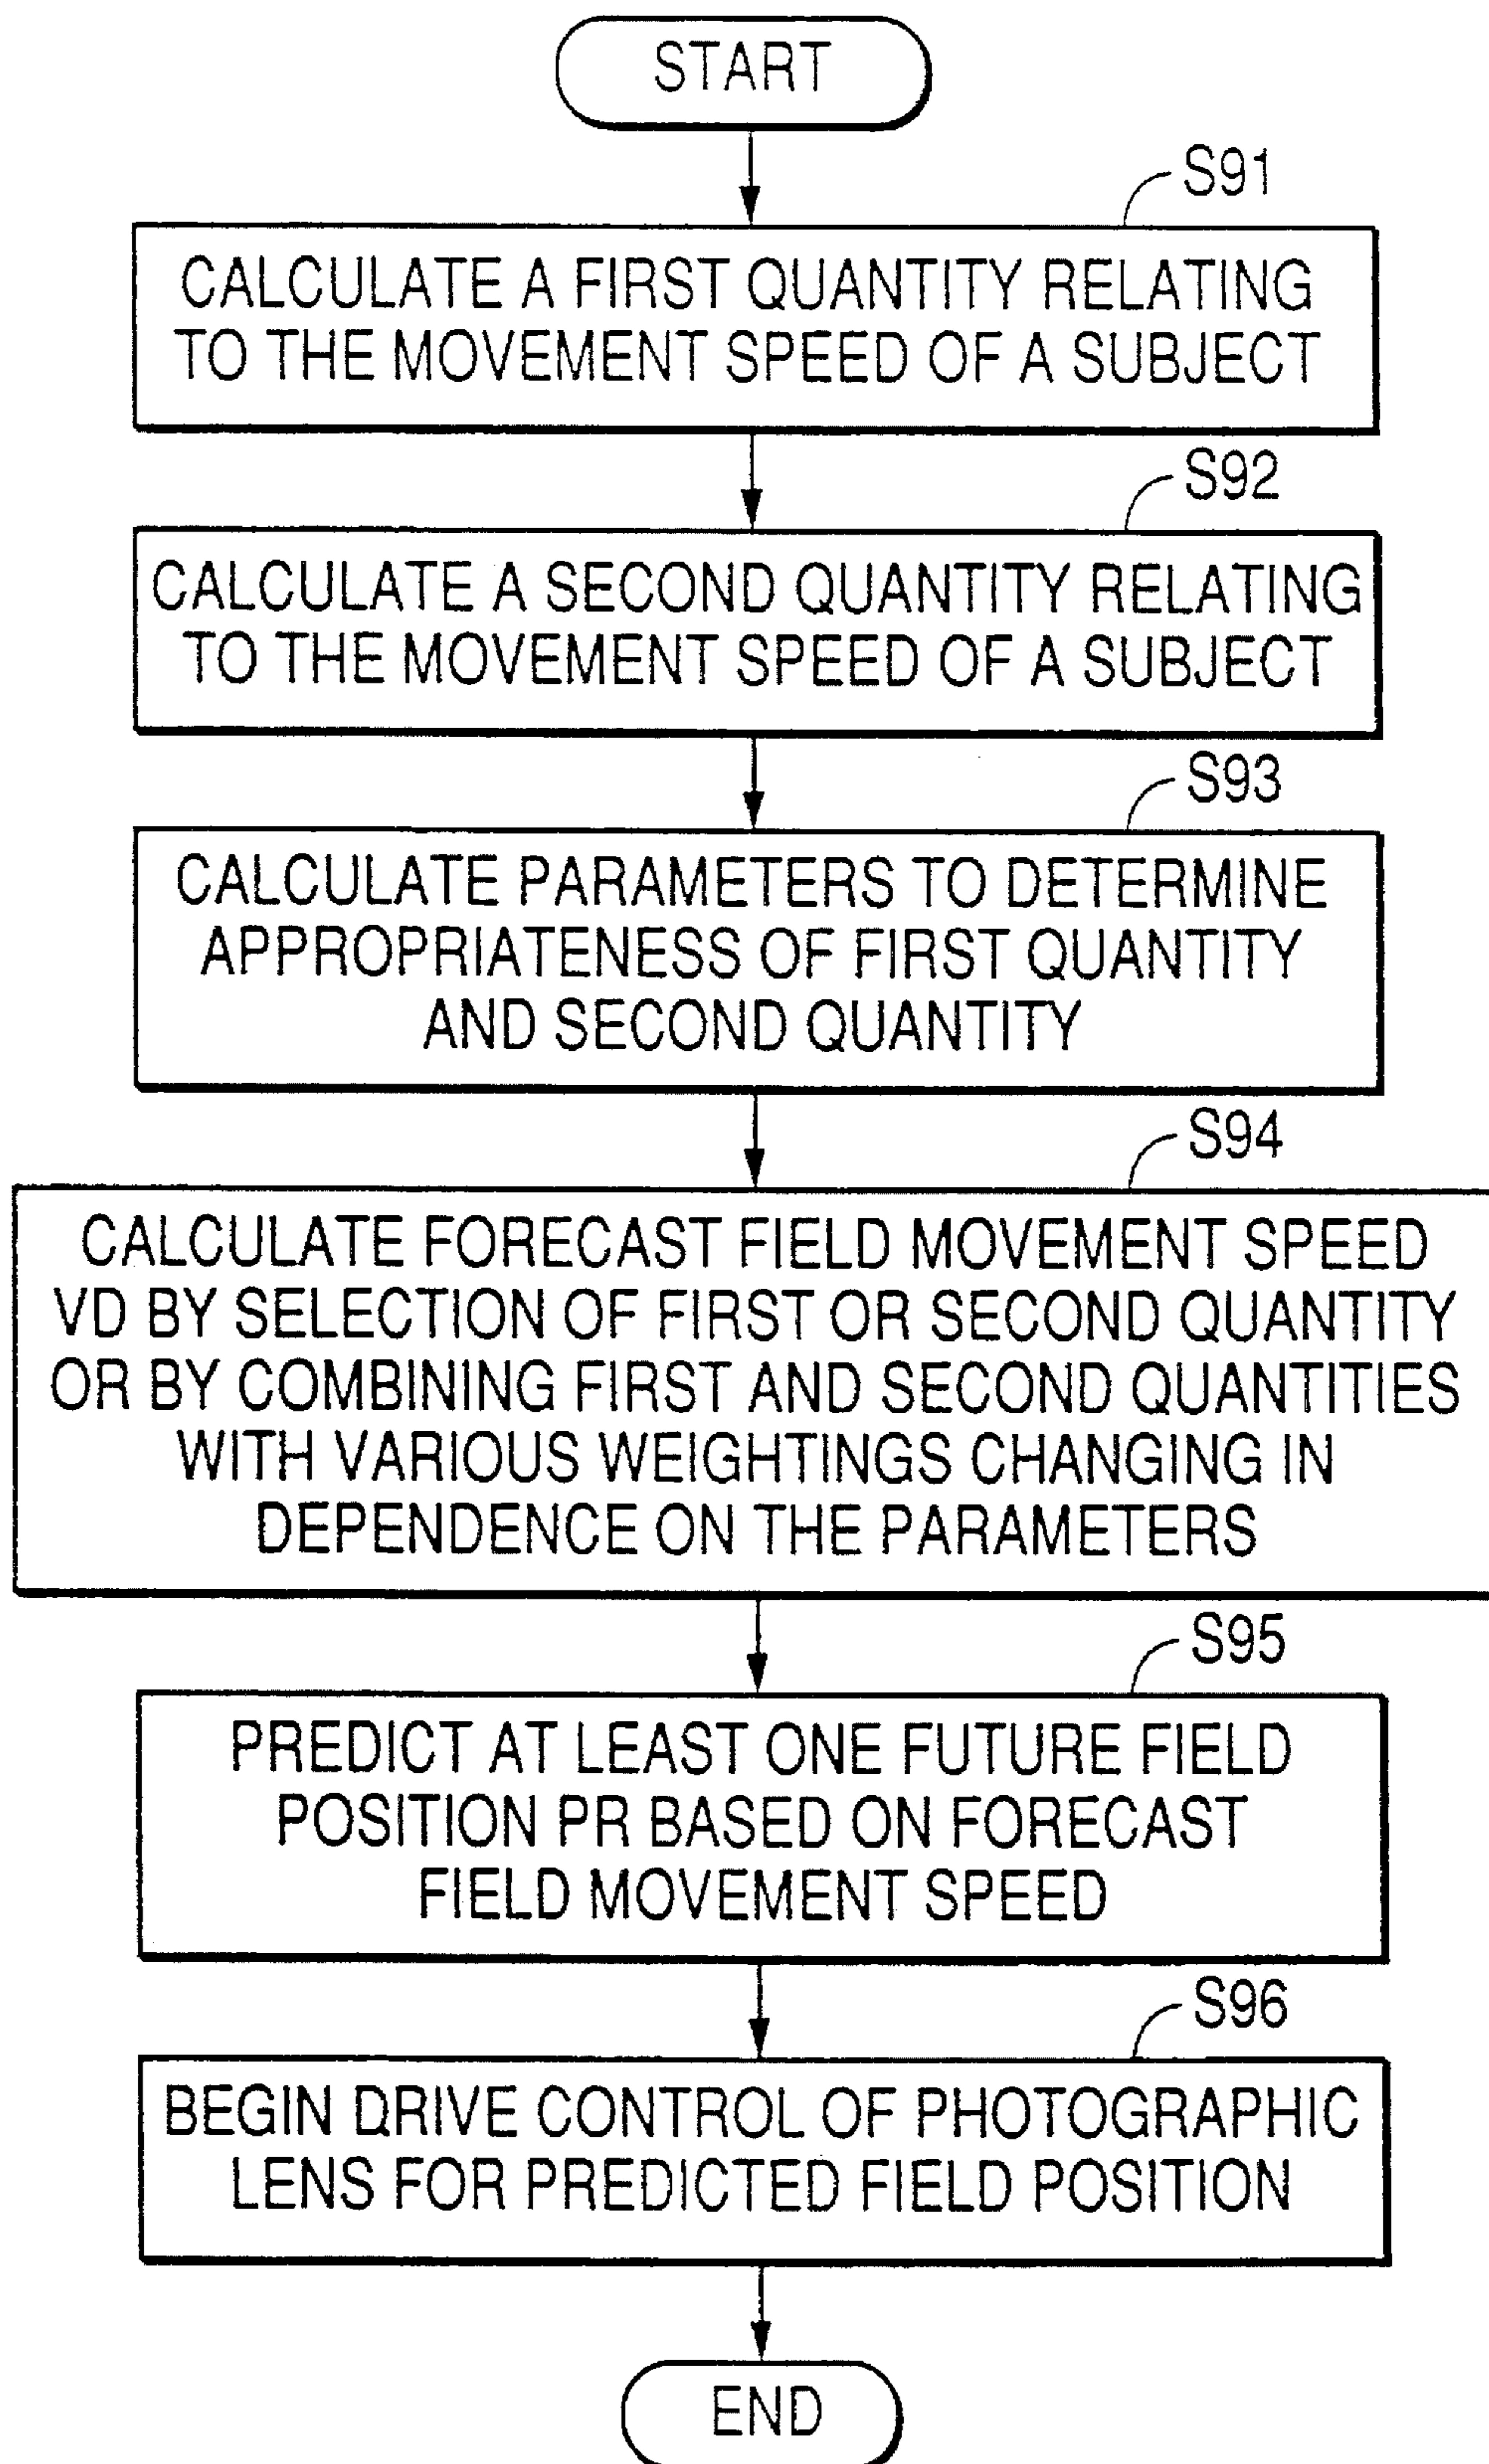 START
S91
CALCULATE A FIRST QUANTITY RELATING
TO THE MOVEMENT SPEED OF A SUBJECT
S92
CALCULATE A SECOND QUANTITY RELATING
TO THE MOVEMENT SPEED OF A SUBJECT
S93
CALCULATE PARAMETERS TO DETERMINE
APPROPRIATENESS OF FIRST QUANTITY
AND SECOND QUANTITY
S94
CALCULATE FORECAST FIELD MOVEMENT SPEED
VD BY SELECTION OF FIRST OR SECOND QUANTITY
OR BY COMBINING FIRST AND SECOND QUANTITIES
WITH VARIOUS WEIGHTINGS CHANGING IN
DEPENDENCE ON THE PARAMETERS
S95
PREDICT AT LEAST ONE FUTURE FIELD
POSITION PR BASED ON FORECAST
FIELD MOVEMENT SPEED
S96
BEGIN DRIVE CONTROL OF PHOTOGRAPHIC
LENS FOR PREDICTED FIELD POSITION
END